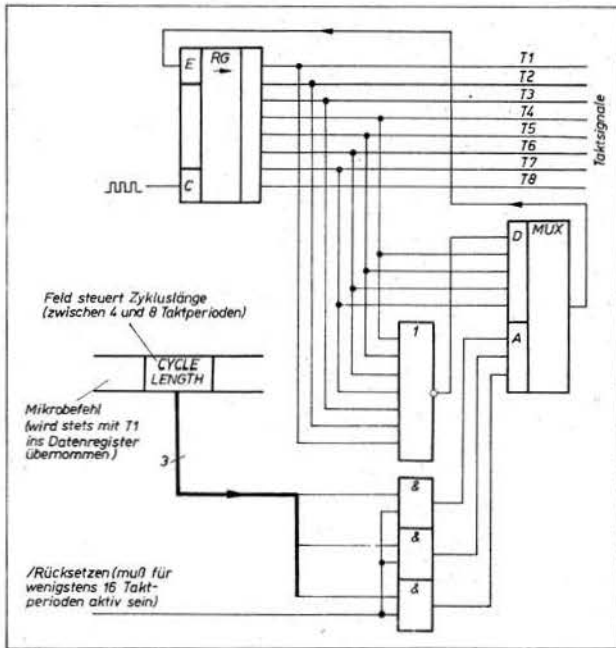 E
RG
C
T1
T2
T3
T4
T5
T6
T7
T8
Taktsignale
D
MUX
A
1
Feld steuert Zykluslänge
(zwischen 4 und 8 Taktperioden)
CYCLE
LENGTH
Mikrobefehl
(wird stets mit T1
ins Datenregister
übernommen)
3
&
&
&
/Rücksetzen (muß für
wenigstens 16 Takt-
perioden aktiv sein)